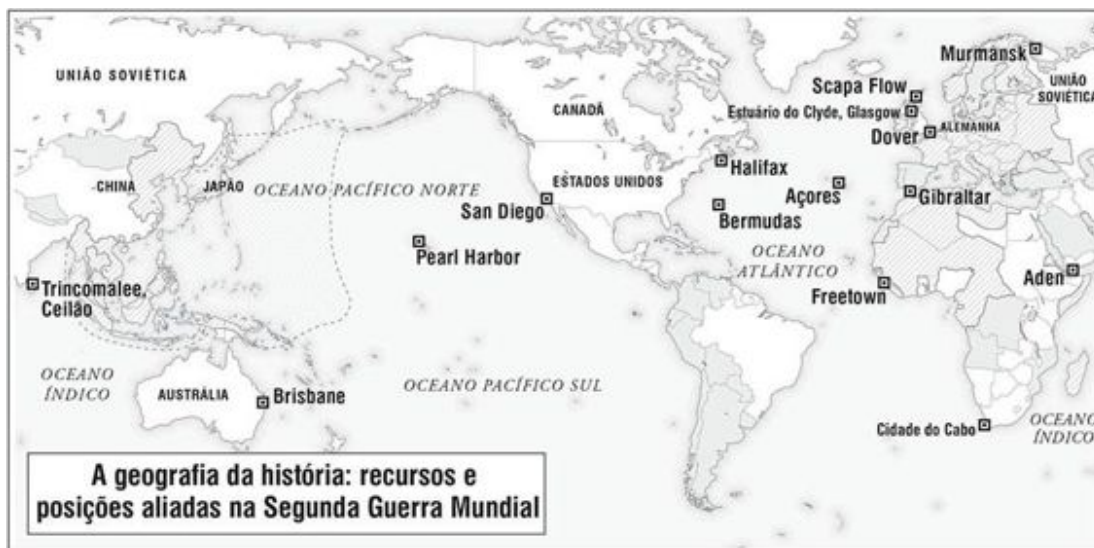 Murmansk
UNIÃO SOVIÉTICA
Scapa Flow
UNIÃO
SOVIÉTICA
CANADÁ
Estuário do Clyde, Glasgow
Dover
ALEMANHA
Halifax
CHINA
JAPÃO
OCEANO PACÍFICO NORTE
ESTADOS UNIDOS
Açores
Gibraltar
San Diego
Bermudas
Pearl Harbor
OCEANO
ATLÂNTICO
Trincomalee,
Ceilão
Freetown
Aden
OCEANO
ÍNDICO
AUSTRÁLIA
Brisbane
OCEANO PACÍFICO SUL
Cidade do Cabo
OCEANO
ÍNDICO
A geografia da história: recursos e
posições aliadas na Segunda Guerra Mundial